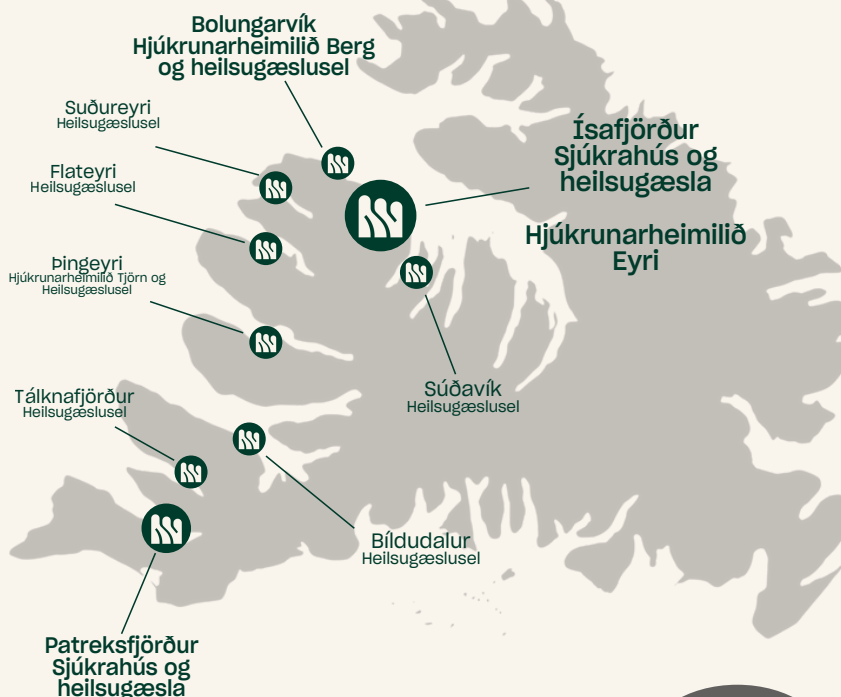 Bolungarvík
Hjúkrunarheimilið Berg
og heilsugæslusel
Suðureyri
Heilsugæslusel
Flateyri
Heilsugæslusel
Þingeyri
Hjúkrunarheimilið Tjörn og
Heilsugæslusel
Ísafjörður
Sjúkrahús og
heilsugæsla
Hjúkrunarheimilið
Eyri
Súðavík
Heilsugæslusel
Tálknafjörður
Heilsugæslusel
Bíldudalur
Heilsugæslusel
Patreksfjörður
Sjúkrahús og
heilsugæsla